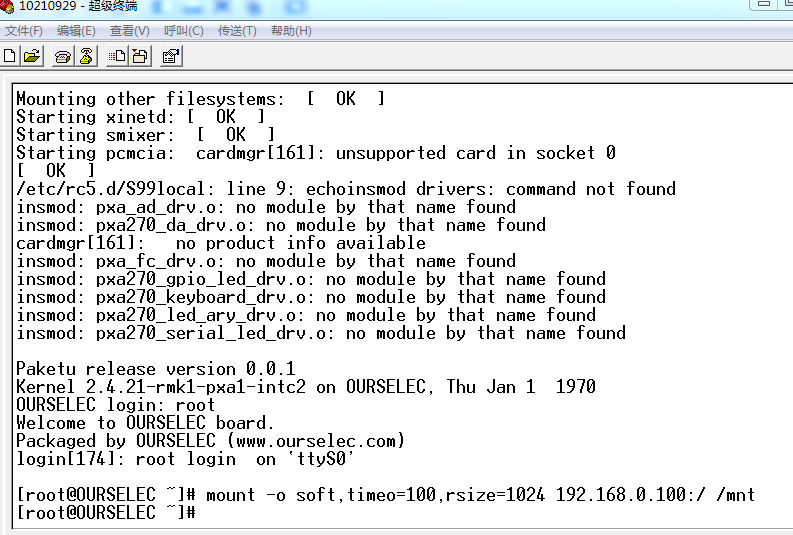 10210929 - 超级终端
文件(F) 编辑(E) 查看(V) 呼叫(C) 传送(T) 帮助(H)
Mounting other filesystems:  [  OK  ]
Starting xinetd: [  OK  ]
Starting smixer:  [  OK  ]
Starting pcmcia:  cardmgr[161]: unsupported card in socket 0
[  OK  ]
/etc/rc5.d/S99local: line 9: echoinsmod drivers: command not found
insmod: pxa_ad_drv.o: no module by that name found
insmod: pxa270_da_drv.o: no module by that name found
cardmgr[161]:   no product info available
insmod: pxa_fc_drv.o: no module by that name found
insmod: pxa270_gpio_led_drv.o: no module by that name found
insmod: pxa270_keyboard_drv.o: no module by that name found
insmod: pxa270_led_ary_drv.o: no module by that name found
insmod: pxa270_serial_led_drv.o: no module by that name found
Paketu release version 0.0.1
Kernel 2.4.21-rmk1-pxa1-intc2 on OURSELEC, Thu Jan 1  1970
OURSELEC login: root
Welcome to OURSELEC board.
Packaged by OURSELEC (www.ourselec.com)
login[174]: root login  on `ttyS0'
[root@OURSELEC ~]# mount -o soft,timeo=100,rsize=1024 192.168.0.100:/ /mnt
[root@OURSELEC ~]#